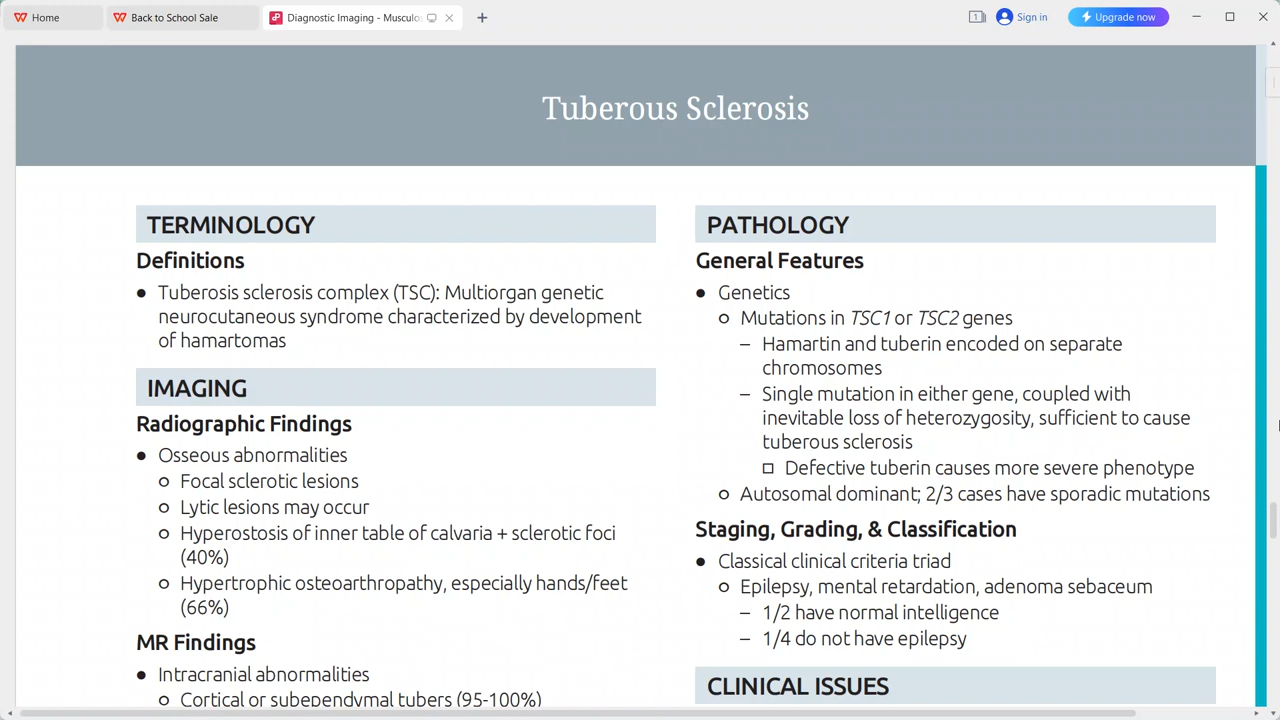 Home
Back to School Sale
Diagnostic Imaging - Musculo
1
Sign in
Upgrade now
Tuberous Sclerosis
TERMINOLOGY
Definitions
● Tuberosis sclerosis complex (TSC): Multiorgan genetic
neurocutaneous syndrome characterized by development
of hamartomas
IMAGING
Radiographic Findings
● Osseous abnormalities
○ Focal sclerotic lesions
○ Lytic lesions may occur
○ Hyperostosis of inner table of calvaria + sclerotic foci
(40%)
○ Hypertrophic osteoarthropathy, especially hands/feet
(66%)
MR Findings
● Intracranial abnormalities
○ Cortical or subependymal tubers (95-100%)
PATHOLOGY
General Features
● Genetics
○ Mutations in TSC1 or TSC2 genes
– Hamartin and tuberin encoded on separate
chromosomes
– Single mutation in either gene, coupled with
inevitable loss of heterozygosity, sufficient to cause
tuberous sclerosis
□ Defective tuberin causes more severe phenotype
○ Autosomal dominant; 2/3 cases have sporadic mutations
Staging, Grading, & Classification
● Classical clinical criteria triad
○ Epilepsy, mental retardation, adenoma sebaceum
– 1/2 have normal intelligence
– 1/4 do not have epilepsy
CLINICAL ISSUES